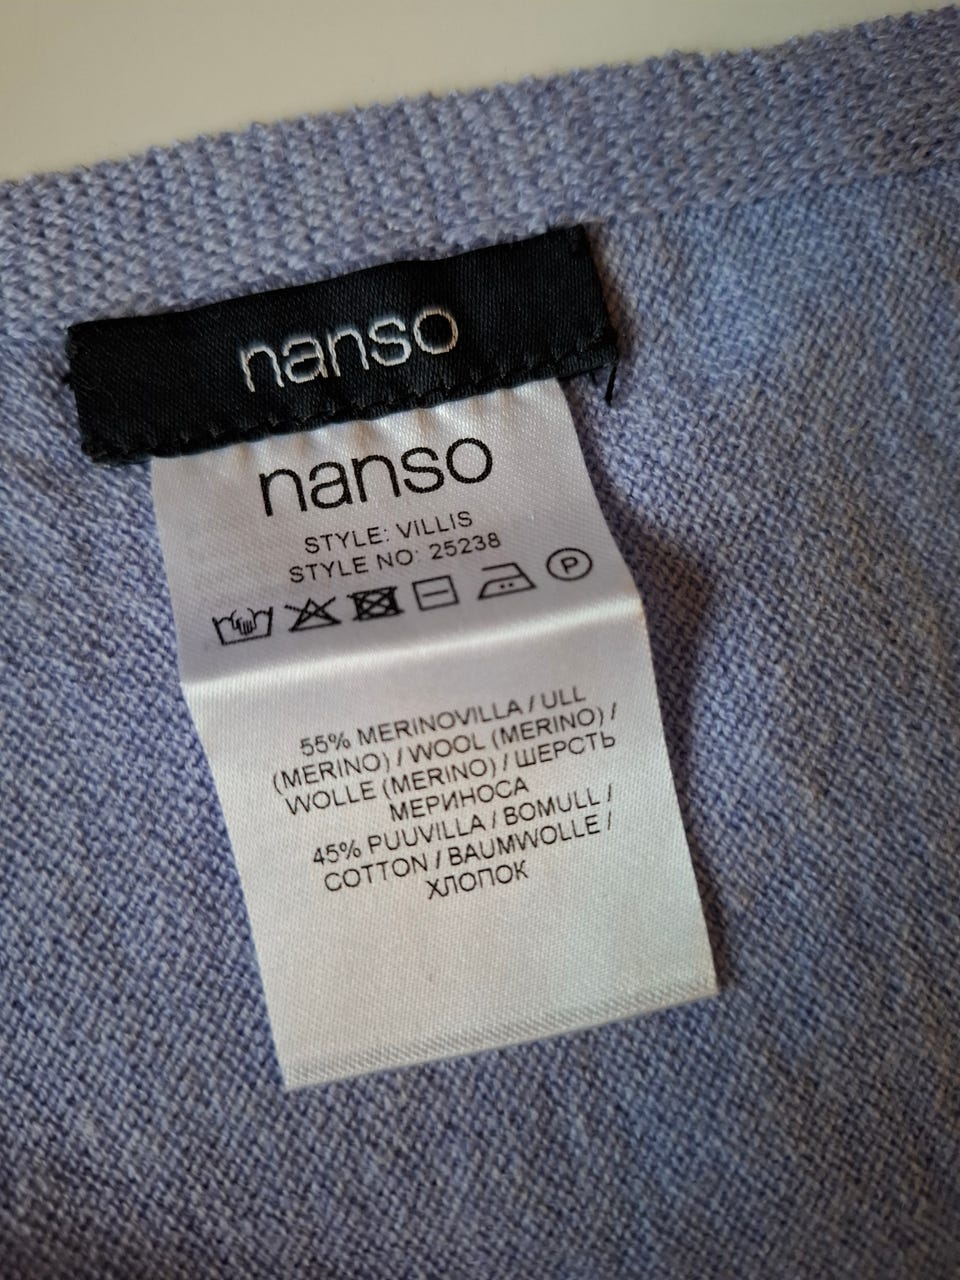 nanso
nanso
STYLE: VILLIS
STYLE NO: 25238
P
55% MERINOVILLA / ULL
(MERINO) / WOOL (MERINO) /
WOLLE (MERINO) / ШЕРСТЬ
МЕРИНОСА
45% PUUVILLA / BOMULL /
COTTON / BAUMWOLLE /
ХЛОПОК